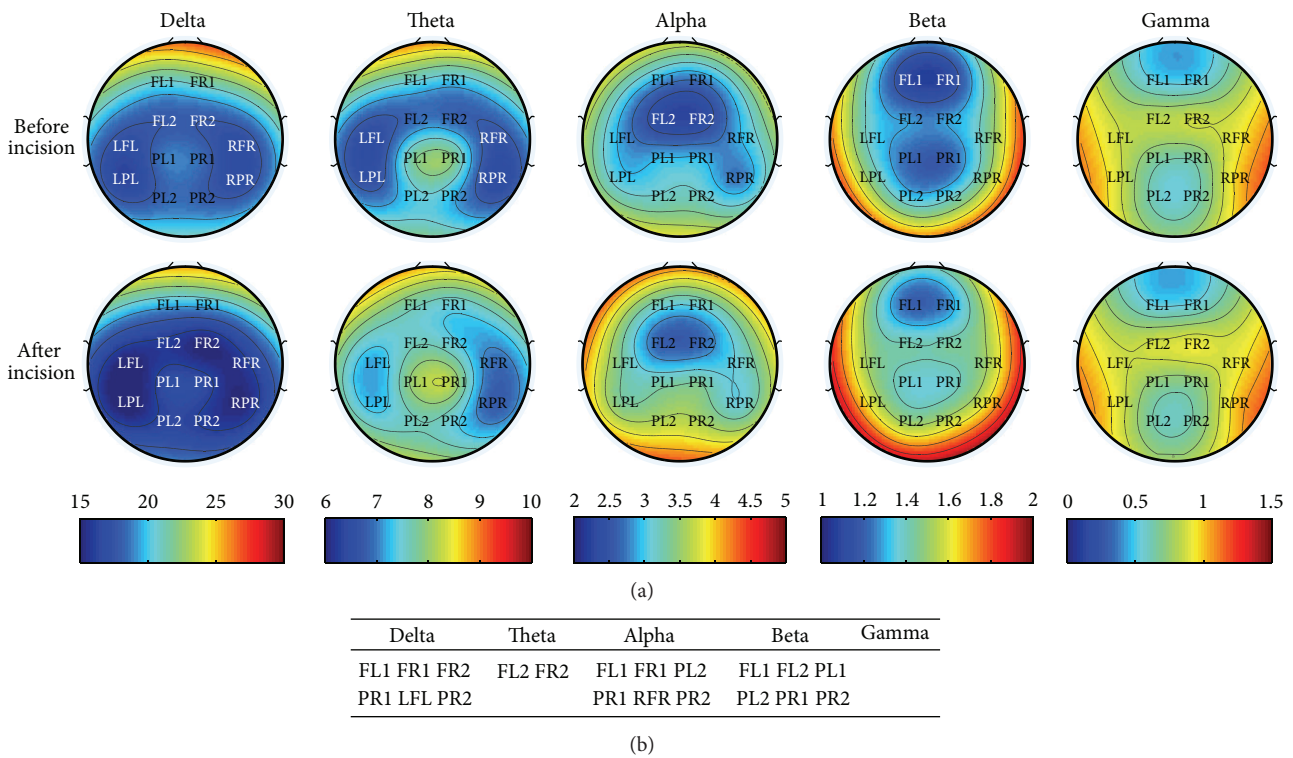 Delta Theta Alpha Beta Gamma
Before
incision
FL1 FR1
FL2 FR2
LFL RFR
PL1 PR1
LPL RPR
PL2 PR2
FL1 FR1
FL2 FR2
LFL RFR
PL1 PR1
LPL RPR
PL2 PR2
FL1 FR1
FL2 FR2
LFL RFR
PL1 PR1
LPL RPR
PL2 PR2
FL1 FR1
FL2 FR2
LFL RFR
PL1 PR1
LPL RPR
PL2 PR2
FL1 FR1
FL2 FR2
LFL RFR
PL1 PR1
LPL RPR
PL2 PR2
After
incision
FL1 FR1
FL2 FR2
LFL RFR
PL1 PR1
LPL RPR
PL2 PR2
FL1 FR1
FL2 FR2
LFL RFR
PL1 PR1
LPL RPR
PL2 PR2
FL1 FR1
FL2 FR2
LFL RFR
PL1 PR1
LPL RPR
PL2 PR2
FL1 FR1
FL2 FR2
LFL RFR
PL1 PR1
LPL RPR
PL2 PR2
FL1 FR1
FL2 FR2
LFL RFR
PL1 PR1
LPL RPR
PL2 PR2
15 20 25 30
6 7 8 9 10
2 2.5 3 3.5 4 4.5 5
1 1.2 1.4 1.6 1.8 2
0 0.5 1 1.5
(a)
Delta Theta Alpha Beta Gamma
FL1 FR1 FR2 FL2 FR2 FL1 FR1 PL2 FL1 FL2 PL1
PR1 LFL PR2 PR1 RFR PR2 PL2 PR1 PR2
(b)